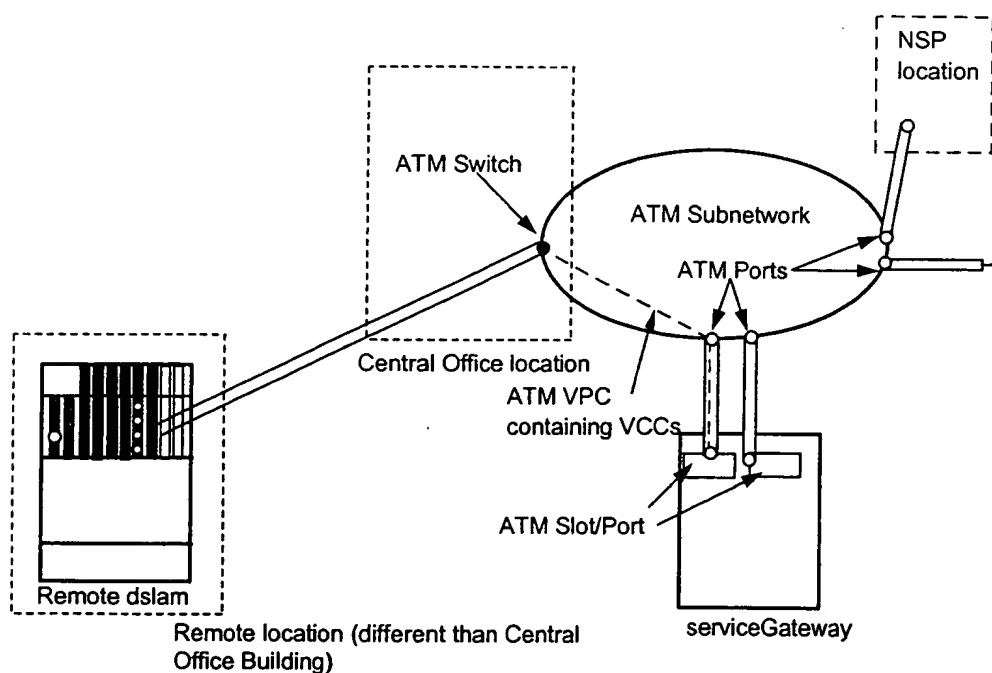 NSP
location
ATM Switch
ATM Subnetwork
ATM Ports
Central Office location
ATM VPC
containing VCCs
ATM Slot/Port
Remote dslam
serviceGateway
Remote location (different than Central
Office Building)